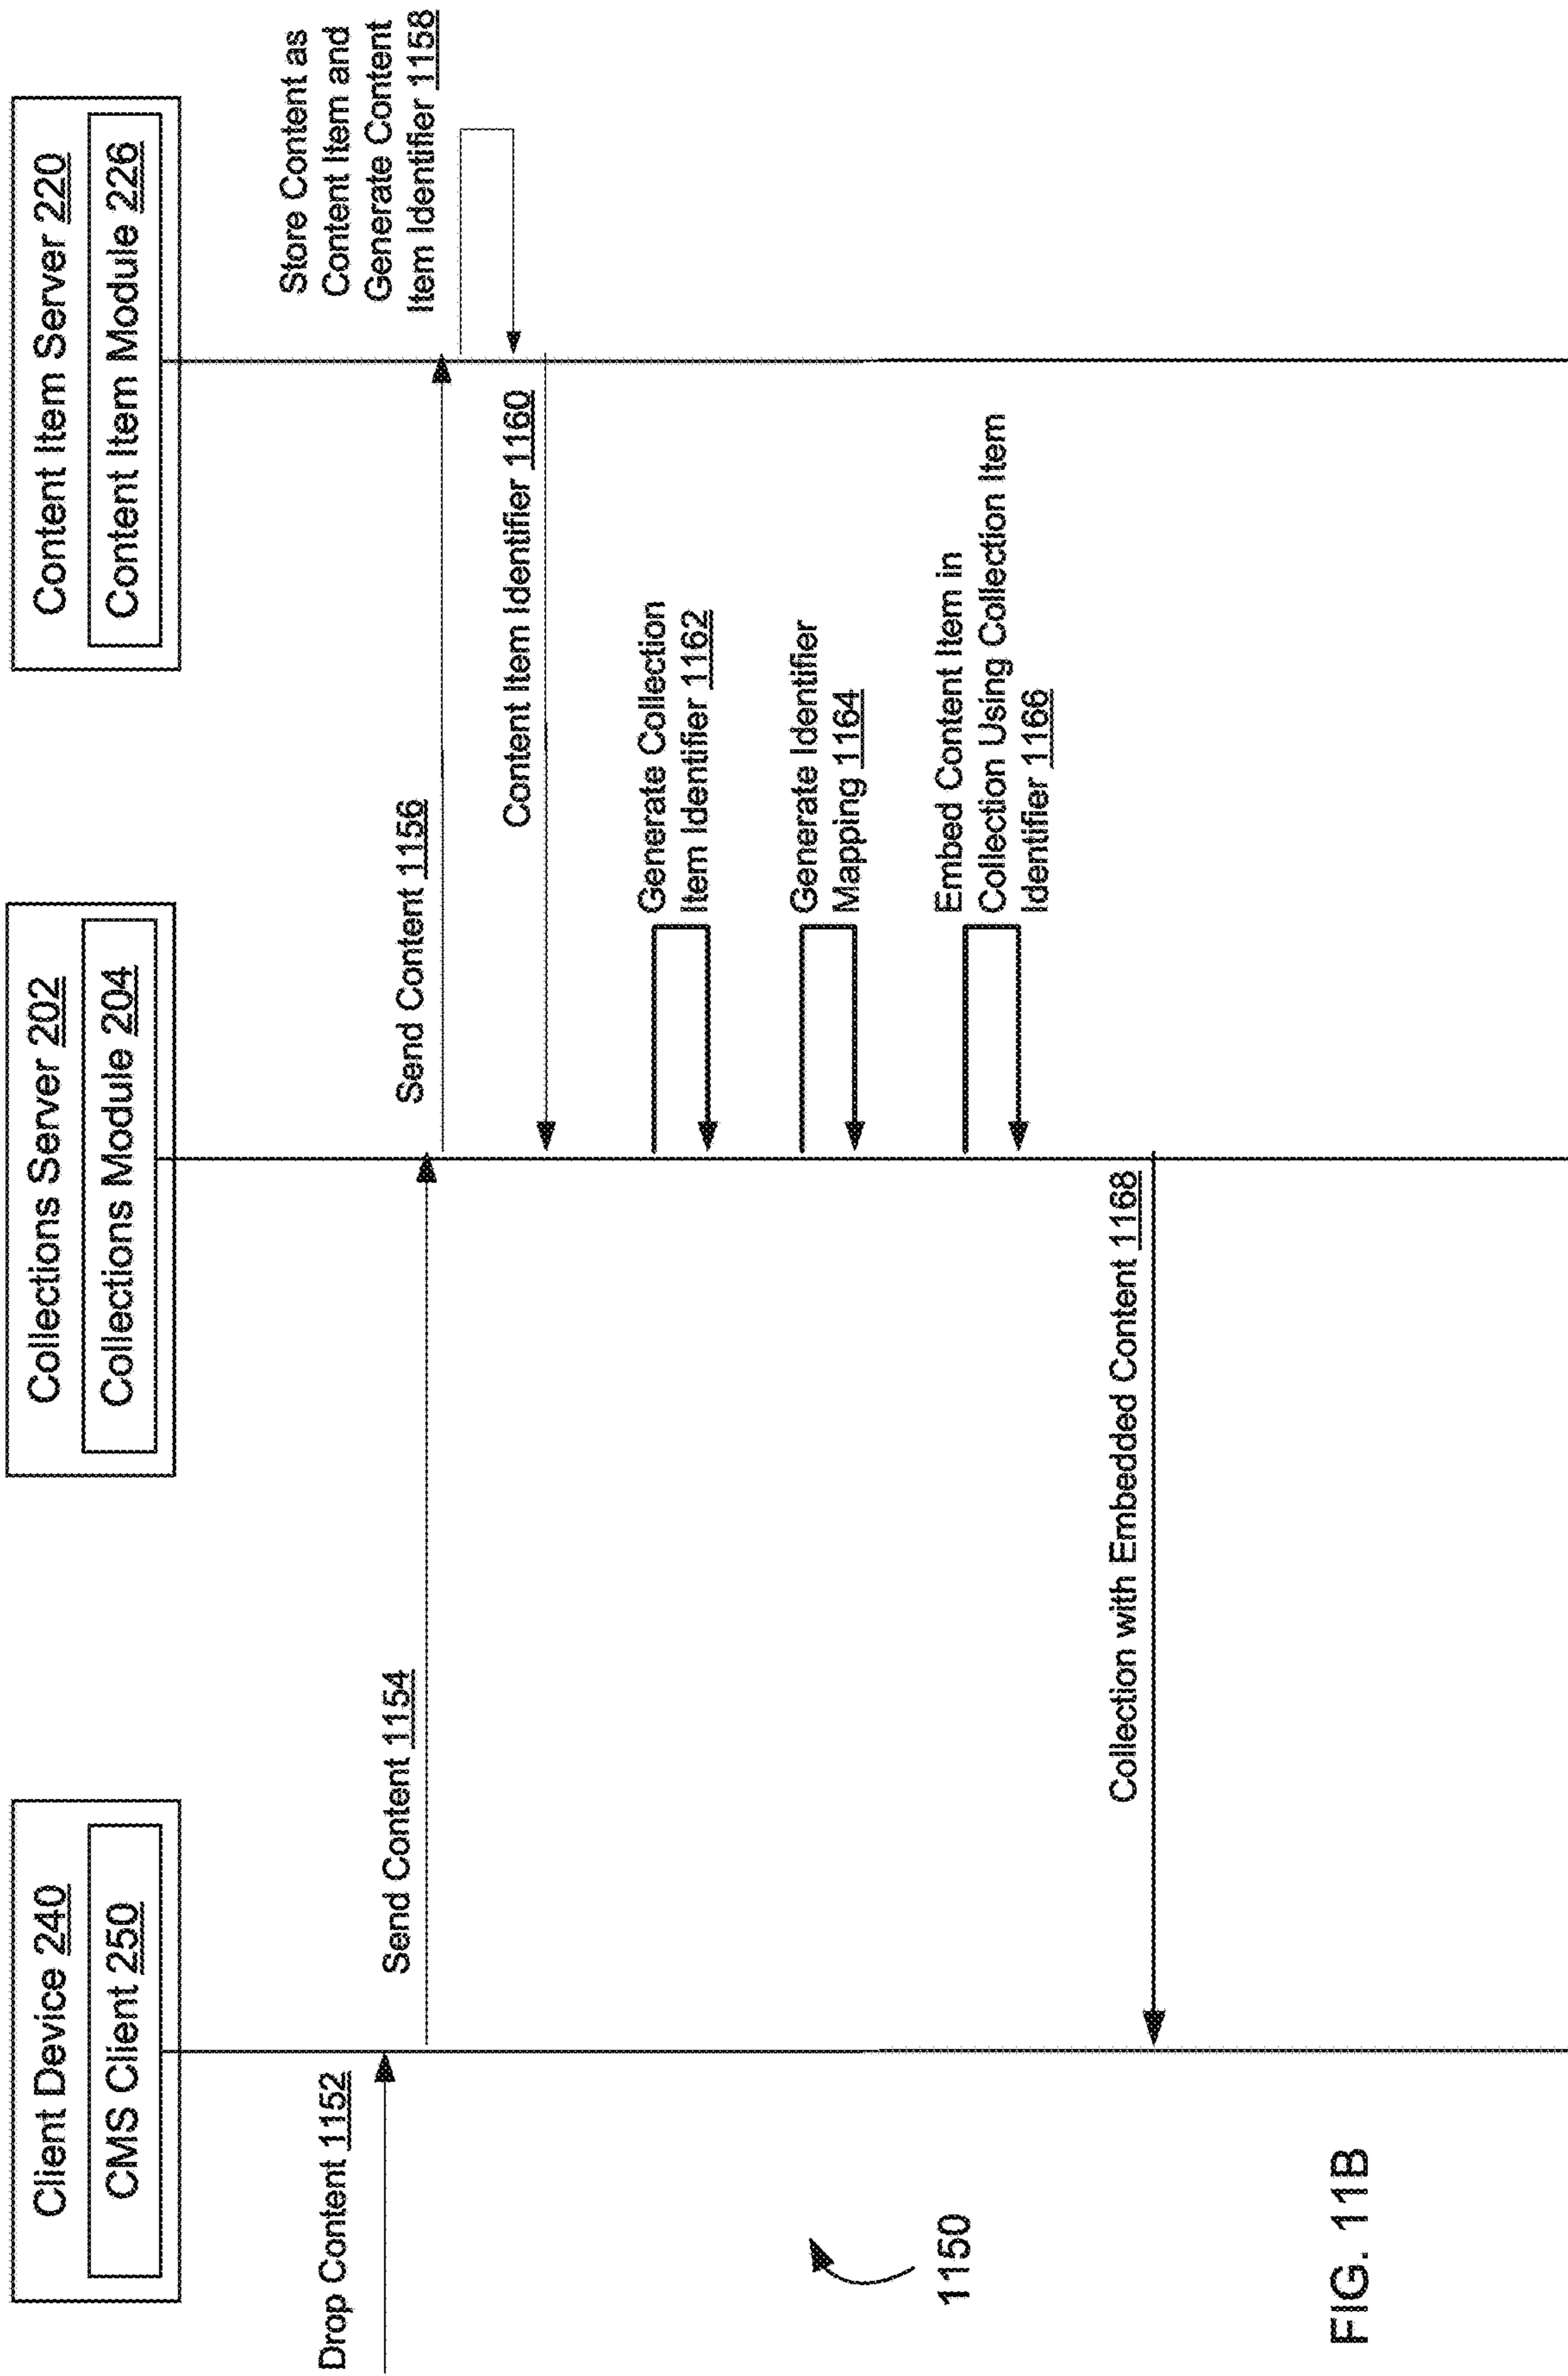 Client Device 240
CMS Client 250
Collections Server 202
Collections Module 204
Content Item Server 220
Content Item Module 226
Drop Content 1152
Send Content 1154
Send Content 1156
Store Content as
Content Item and
Generate Content
Item Identifier 1158
Content Item Identifier 1160
Generate Collection
Item Identifier 1162
Generate Identifier
Mapping 1164
Embed Content Item in
Collection Using Collection Item
Identifier 1166
Collection with Embedded Content 1168
1150
FIG. 11B